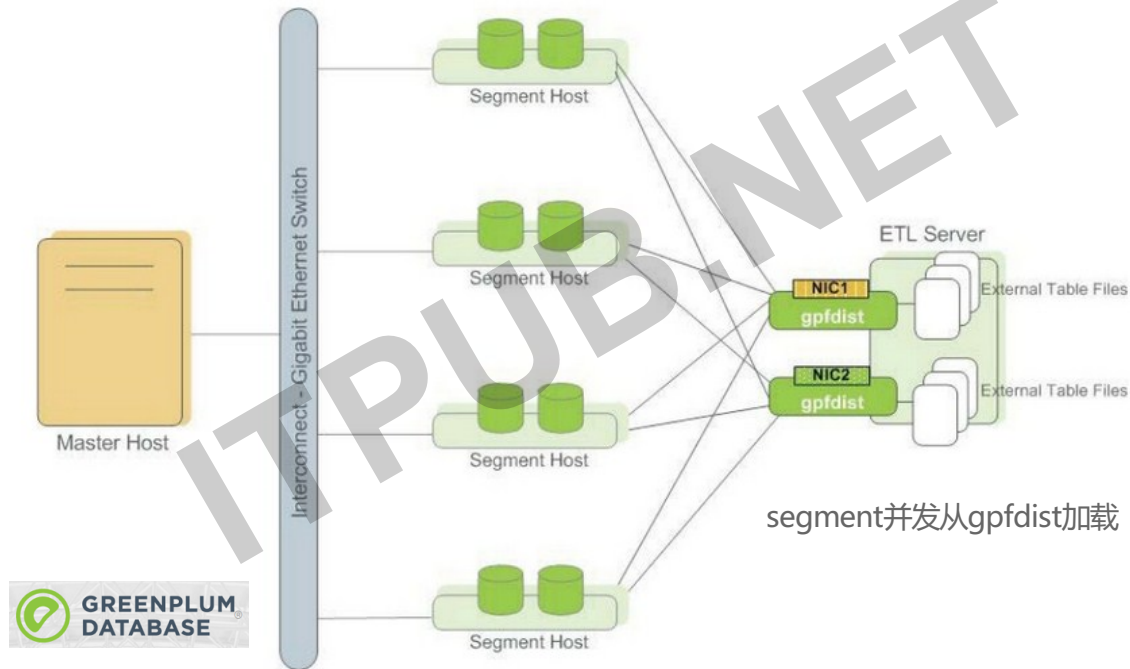 Segment Host
Segment Host
Segment Host
Segment Host
Master Host
Interconnect - Gigabit Ethernet Switch
ETL Server
NIC1
gpfdist
External Table Files
NIC2
gpfdist
External Table Files
segment并发从gpfdist加载
GREENPLUM®
DATABASE
ITPUB.NET